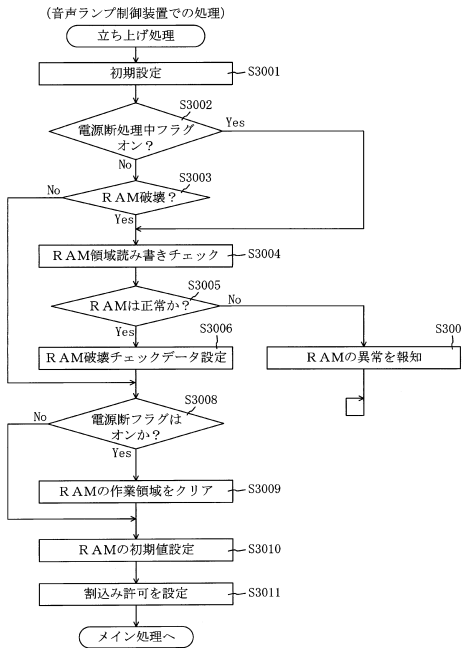 (音声ランプ制御装置での処理)
立ち上げ処理
初期設定
S3001
S3002
電源断処理中フラグ
オン？
Yes
No
S3003
No
RAM破壊？
Yes
RAM領域読み書きチェック
S3004
S3005
RAMは正常か？
No
Yes
S3006
S300
RAM破壊チェックデータ設定
RAMの異常を報知
S3008
No
電源断フラグは
オンか？
Yes
RAMの作業領域をクリア
S3009
RAMの初期値設定
S3010
割込み許可を設定
S3011
メイン処理へ